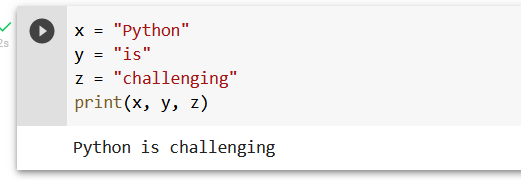 x = "Python"
y = "is"
z = "challenging"
print(x, y, z)
Python is challenging